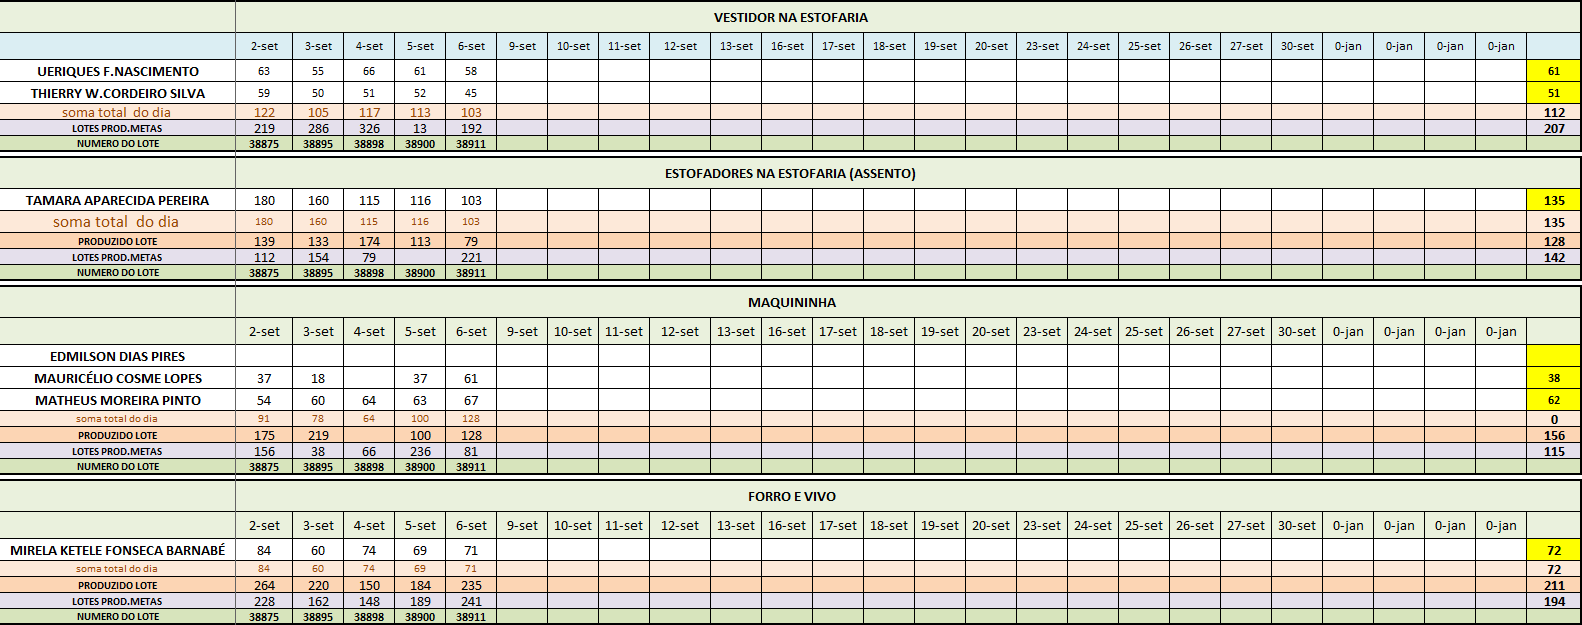 VESTIDOR NA ESTOFARIA
2-set 3-set 4-set 5-set 6-set 9-set 10-set 11-set 12-set 13-set 16-set 17-set 18-set 19-set 20-set 23-set 24-set 25-set 26-set 27-set 30-set 0-jan 0-jan 0-jan 0-jan
UERIQUES F.NASCIMENTO 63 55 66 61 58 61
THIERRY W.CORDEIRO SILVA 59 50 51 52 45 51
soma total do dia 122 105 117 113 103 112
LOTES PROD.METAS 219 286 326 13 192 207
NUMERO DO LOTE 38875 38895 38898 38900 38911
ESTOFADORES NA ESTOFARIA (ASSENTO)
TAMARA APARECIDA PEREIRA 180 160 115 116 103 135
soma total do dia 180 160 115 116 103 135
PRODUZIDO LOTE 139 133 174 113 79 128
LOTES PROD.METAS 112 154 79 221 142
NUMERO DO LOTE 38875 38895 38898 38900 38911
MAQUININHA
2-set 3-set 4-set 5-set 6-set 9-set 10-set 11-set 12-set 13-set 16-set 17-set 18-set 19-set 20-set 23-set 24-set 25-set 26-set 27-set 30-set 0-jan 0-jan 0-jan 0-jan
EDMILSON DIAS PIRES
MAURICÉLIO COSME LOPES 37 18 37 61 38
MATHEUS MOREIRA PINTO 54 60 64 63 67 62
soma total do dia 91 78 64 100 128 0
PRODUZIDO LOTE 175 219 100 128 156
LOTES PROD.METAS 156 38 66 236 81 115
NUMERO DO LOTE 38875 38895 38898 38900 38911
FORRO E VIVO
2-set 3-set 4-set 5-set 6-set 9-set 10-set 11-set 12-set 13-set 16-set 17-set 18-set 19-set 20-set 23-set 24-set 25-set 26-set 27-set 30-set 0-jan 0-jan 0-jan 0-jan
MIRELA KETELE FONSECA BARNABÉ 84 60 74 69 71 72
soma total do dia 84 60 74 69 71 72
PRODUZIDO LOTE 264 220 150 184 235 211
LOTES PROD.METAS 228 162 148 189 241 194
NUMERO DO LOTE 38875 38895 38898 38900 38911